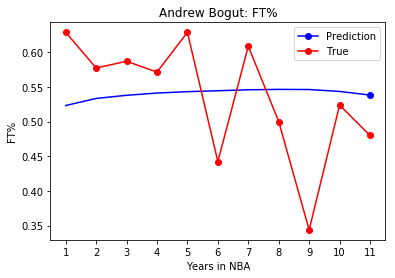 Andrew Bogut: FT%
Prediction
True
0.60
0.55
0.50
0.45
0.40
0.35
FT%
1 2 3 4 5 6 7 8 9 10 11
Years in NBA